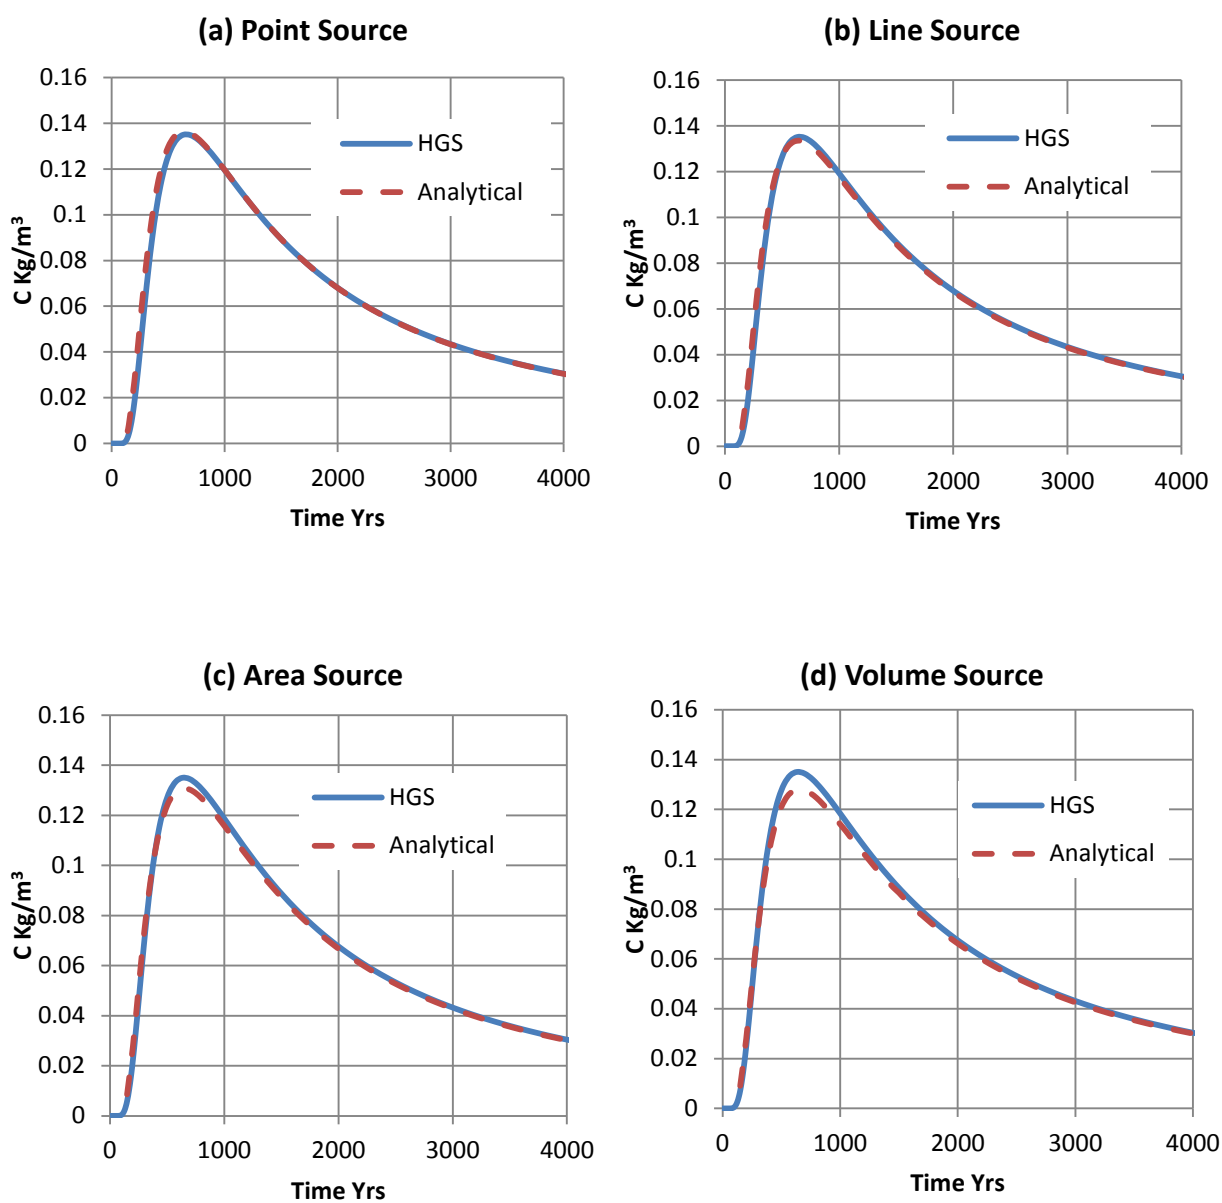 (a) Point Source
0.16
0.14
0.12
0.1
0.08
0.06
0.04
0.02
0
C Kg/m³
HGS
Analytical
0 1000 2000 3000 4000
Time Yrs
(b) Line Source
0.16
0.14
0.12
0.1
0.08
0.06
0.04
0.02
0
C Kg/m³
HGS
Analytical
0 1000 2000 3000 4000
Time Yrs
(c) Area Source
0.16
0.14
0.12
0.1
0.08
0.06
0.04
0.02
0
C Kg/m³
HGS
Analytical
0 1000 2000 3000 4000
Time Yrs
(d) Volume Source
0.16
0.14
0.12
0.1
0.08
0.06
0.04
0.02
0
C Kg/m³
HGS
Analytical
0 1000 2000 3000 4000
Time Yrs